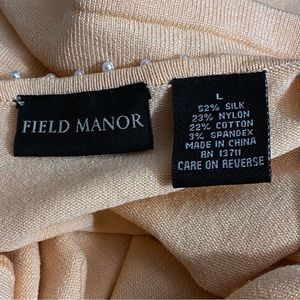 FIELD MANOR
L
52% SILK
23% NYLON
22% COTTON
3% SPANDEX
MADE IN CHINA
RN 13711
CARE ON REVERSE